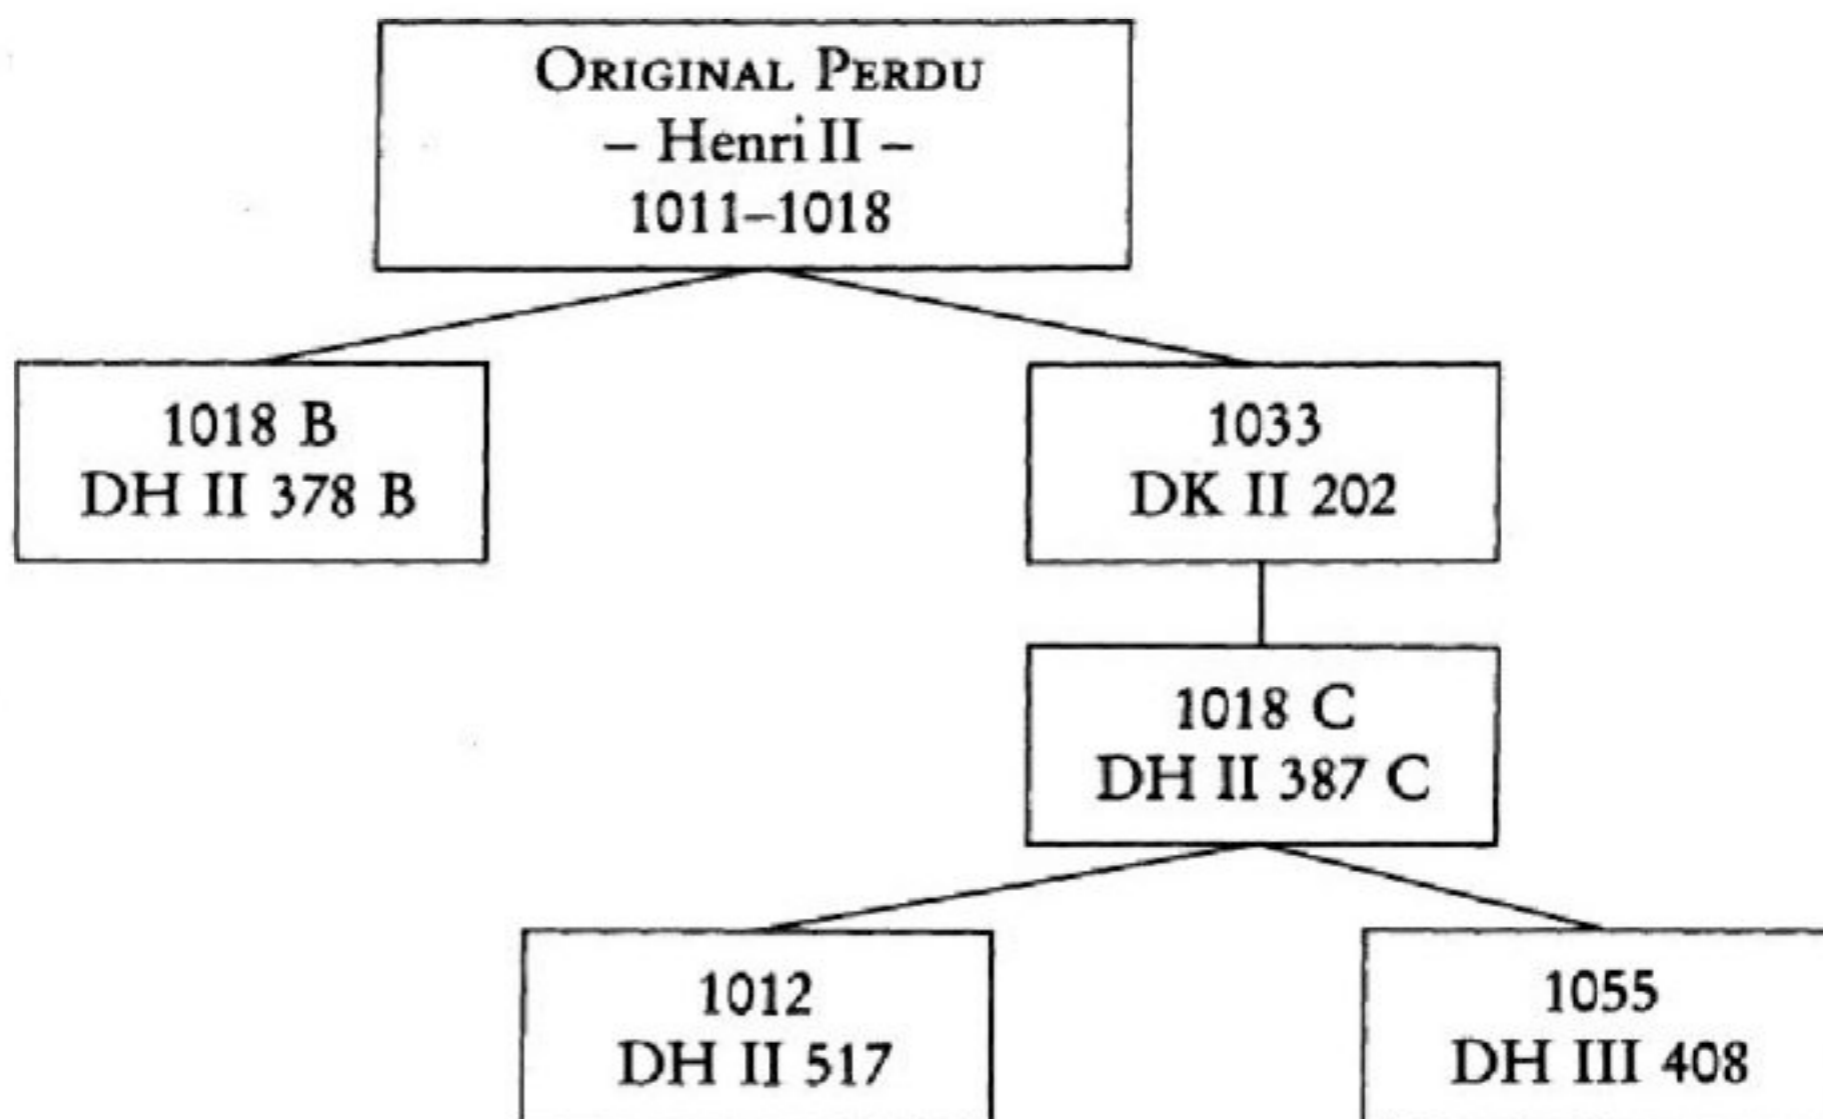 ORIGINAL PERDU
– Henri II –
1011–1018
1018 B
DH II 378 B
1033
DK II 202
1018 C
DH II 387 C
1012
DH II 517
1055
DH III 408